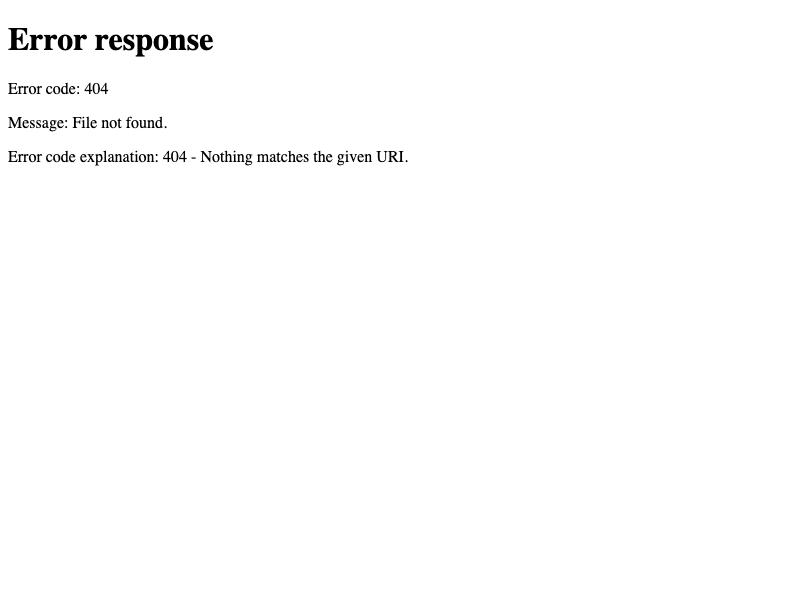 Error response
Error code: 404
Message: File not found.
Error code explanation: 404 - Nothing matches the given URI.